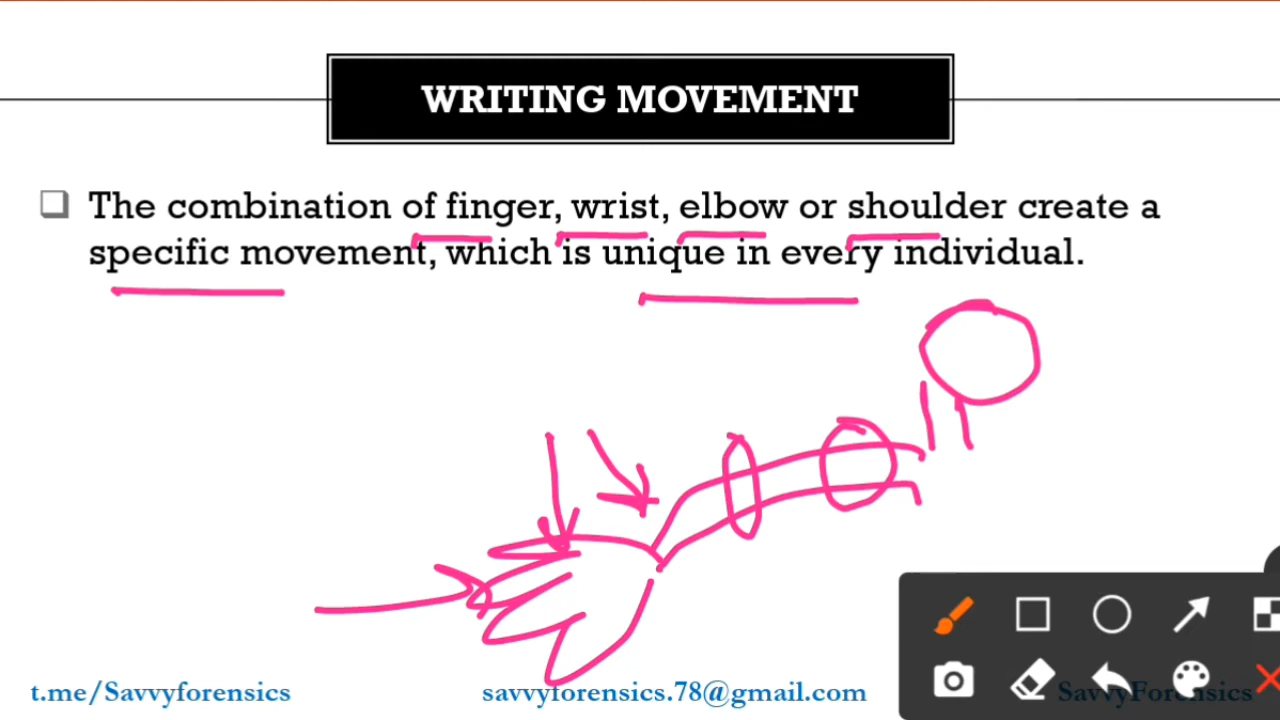 WRITING MOVEMENT
The combination of finger, wrist, elbow or shoulder create a
specific movement, which is unique in every individual.
t.me/Savvyforensics
savvyforensics.78@gmail.com
SavvyForensics